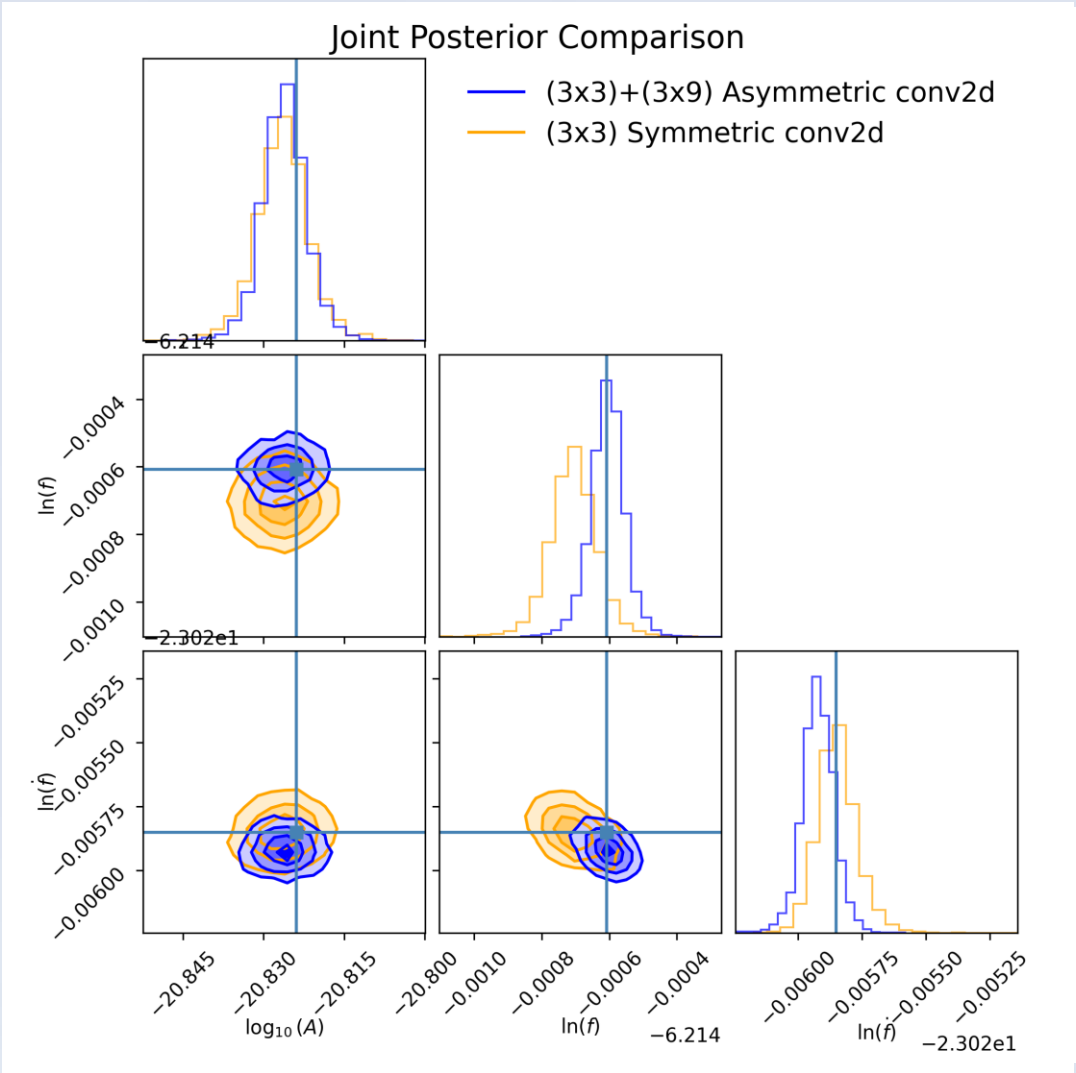 Joint Posterior Comparison
(3x3)+(3x9) Asymmetric conv2d
(3x3) Symmetric conv2d
−6.214
−0.0004
−0.0006
−0.0008
−0.0010
ln(f)
−2.302e1
−0.00525
−0.00550
−0.00575
−0.00600
ln(ḟ)
−20.845
−20.830
−20.815
−20.800
log₁₀(A)
−0.0010
−0.0008
−0.0006
−0.0004
ln(f)
−6.214
−0.00600
−0.00575
−0.00550
−0.00525
ln(ḟ)
−2.302e1